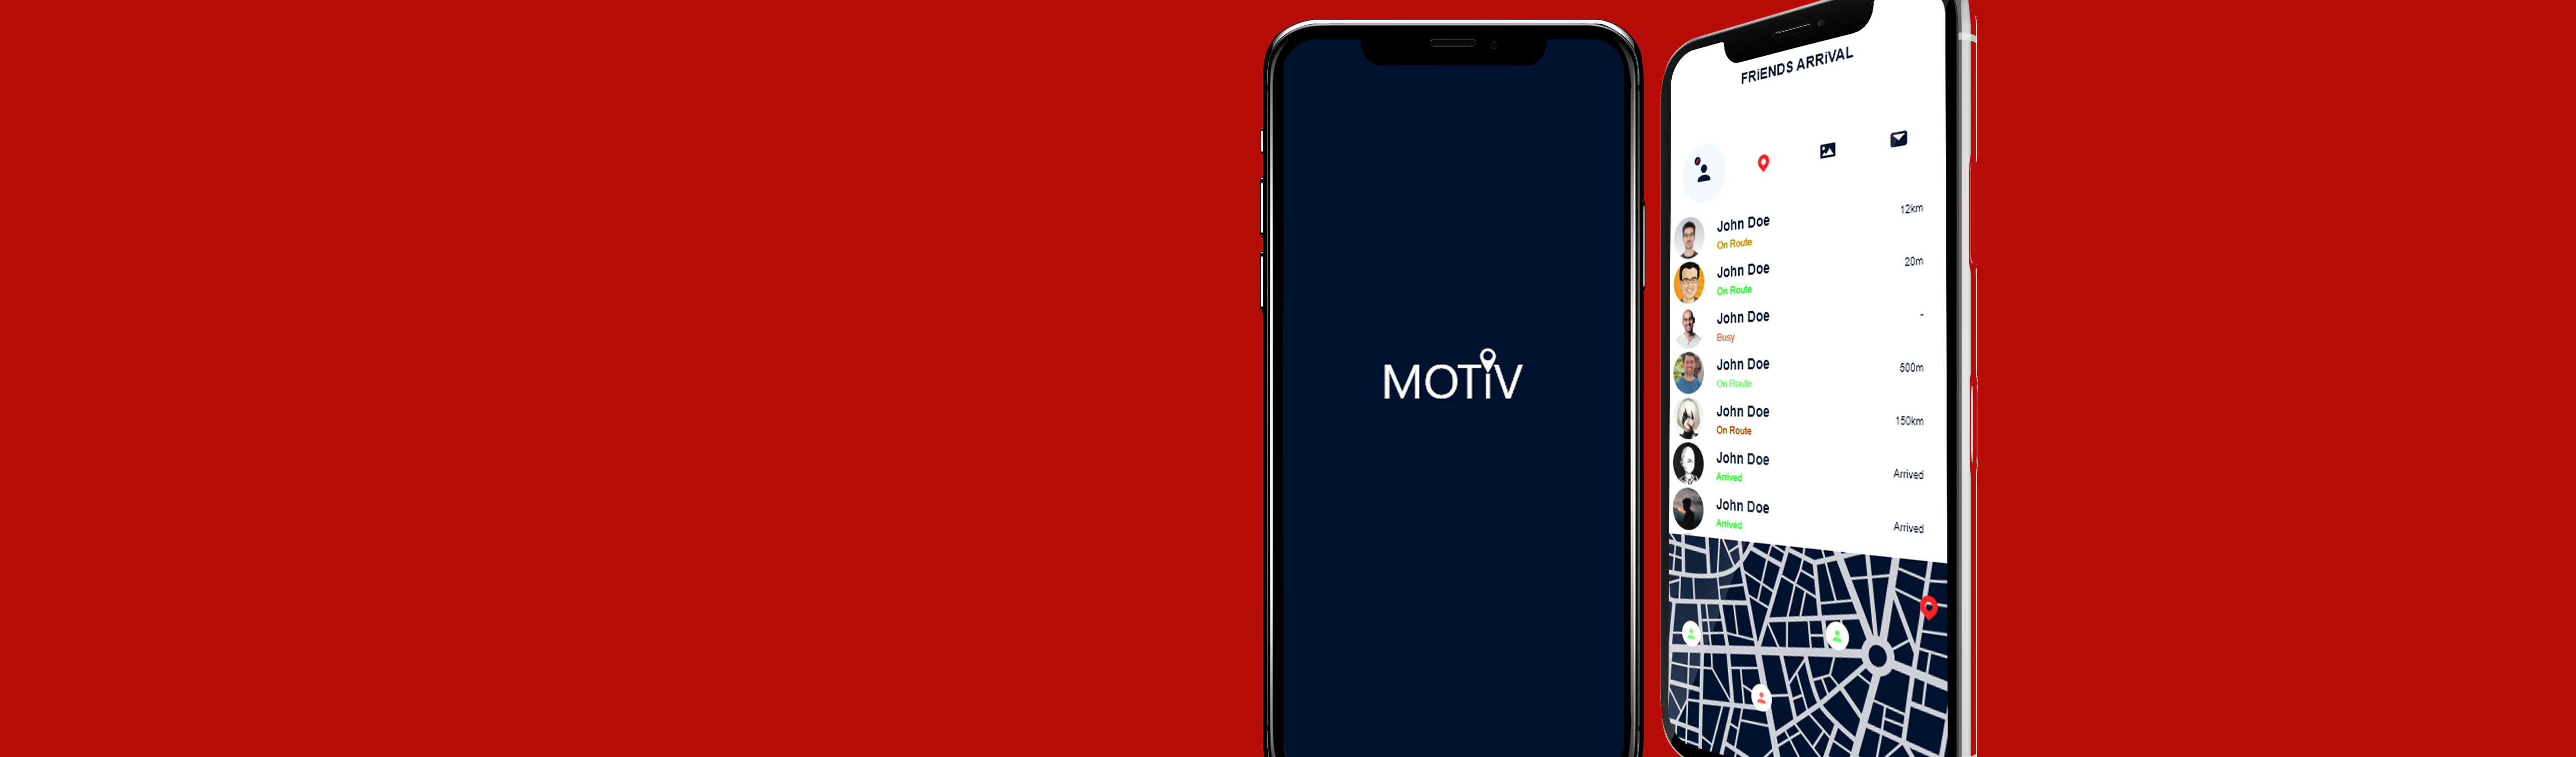 MOTiV
FRiENDS ARRiVAL
12km
John Doe
On Route
20m
John Doe
On Route
-
John Doe
Busy
500m
John Doe
On Route
150km
John Doe
On Route
John Doe
Arrived
Arrived
John Doe
Arrived
Arrived